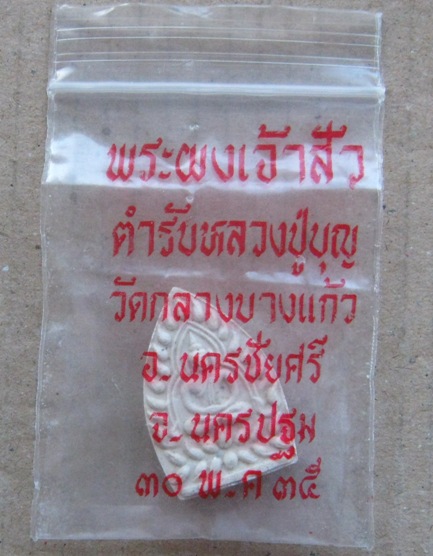 พระผงเจ้าสัว
ตำรับหลวงปู่บุญ
วัดกลางบางแก้ว
อ. นครชัยศรี
จ. นครปฐม
๓๐ พ.ค ๓๕